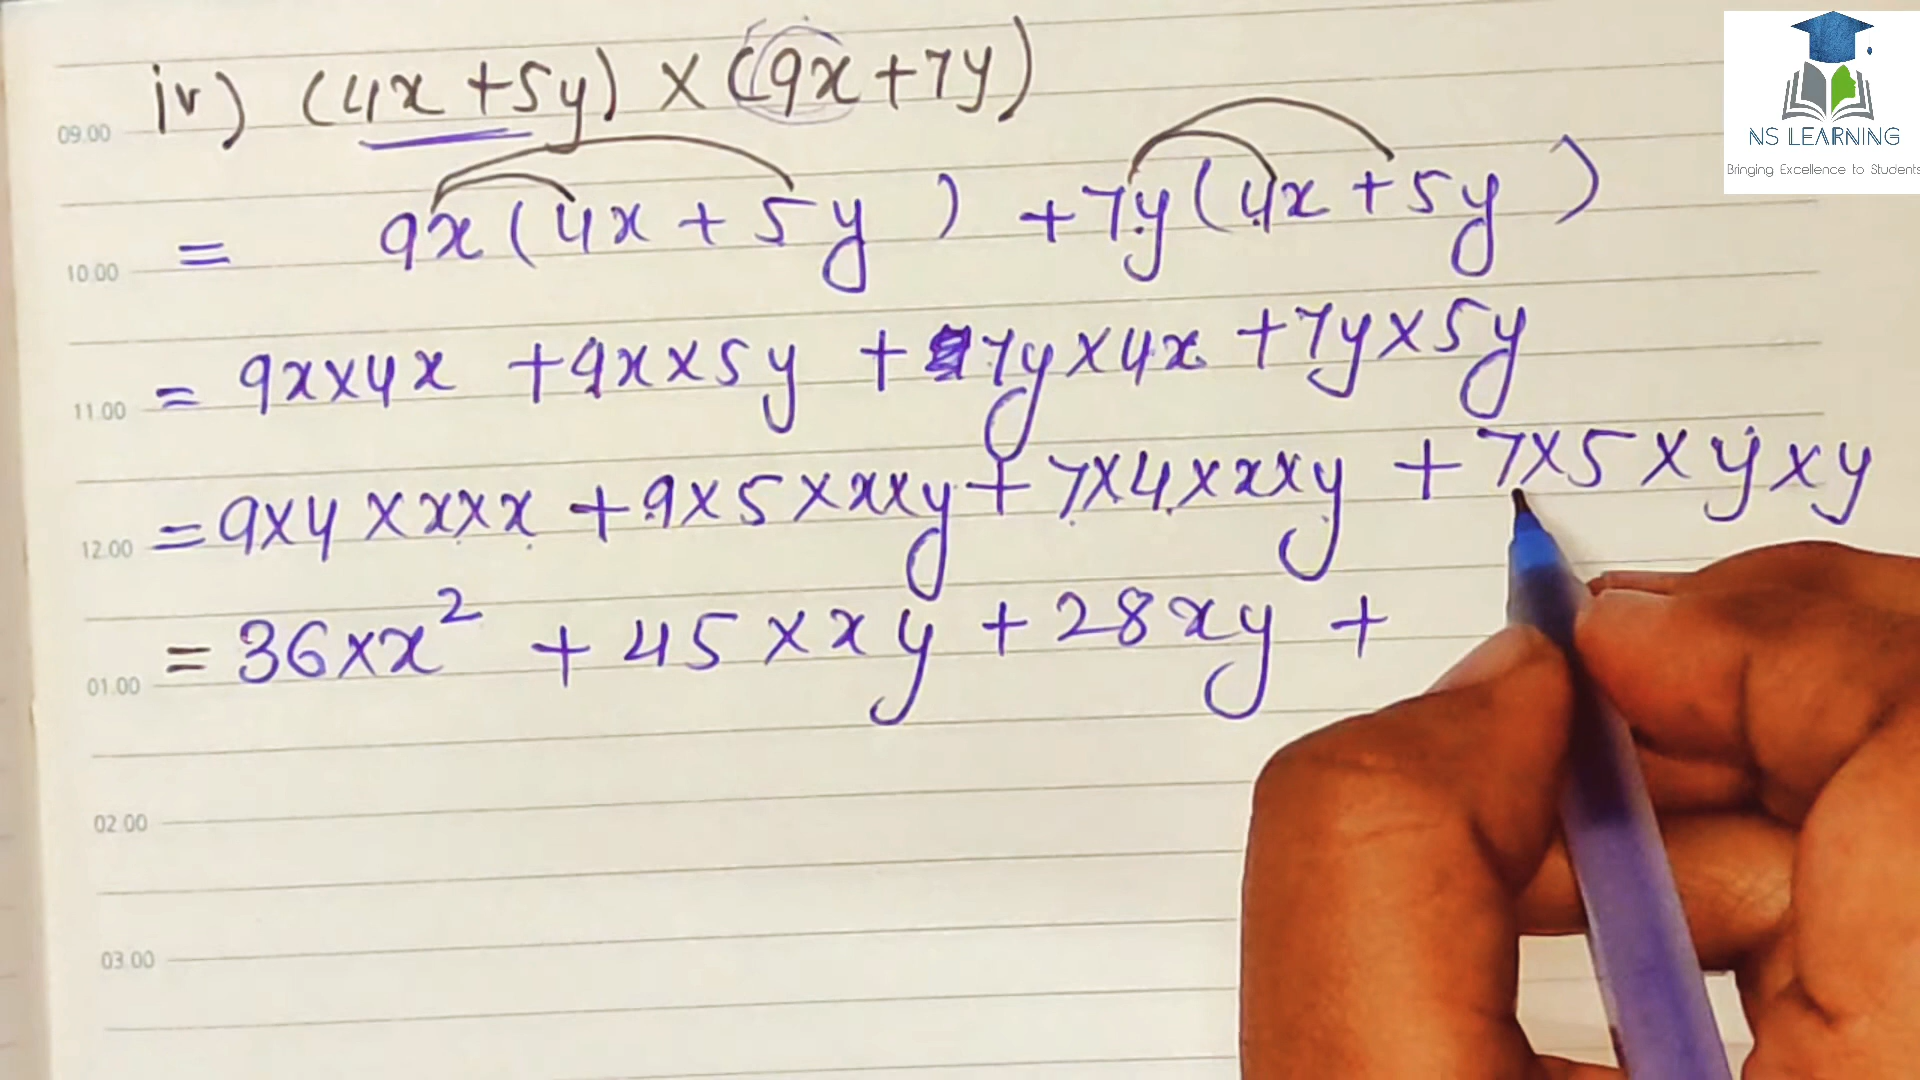 iv) (4x + 5y) × (9x + 7y)
= 9x(4x + 5y) + 7y(4x + 5y)
= 9x×4x + 9x×5y + 7y×4x + 7y×5y
= 9×4×x×x + 9×5×x×y + 7×4×x×y + 7×5×y×y
= 36×x² + 45×xy + 28xy +
09.00
10.00
11.00
12.00
01.00
02.00
03.00
NS LEARNING
Bringing Excellence to Students